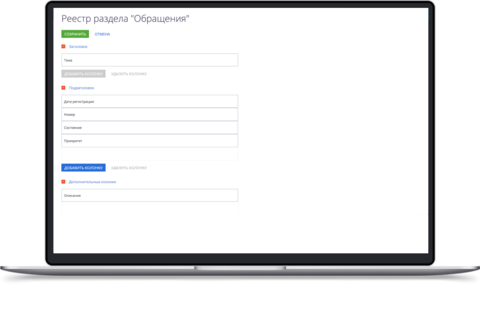 Реестр раздела "Обращения"
СОХРАНИТЬ ОТМЕНА
Заголовок
Тема
ДОБАВИТЬ КОЛОНКУ УДАЛИТЬ КОЛОНКУ
Подзаголовок
Дата регистрации
Номер
Состояние
Приоритет
ДОБАВИТЬ КОЛОНКУ УДАЛИТЬ КОЛОНКУ
Дополнительные колонки
Описание